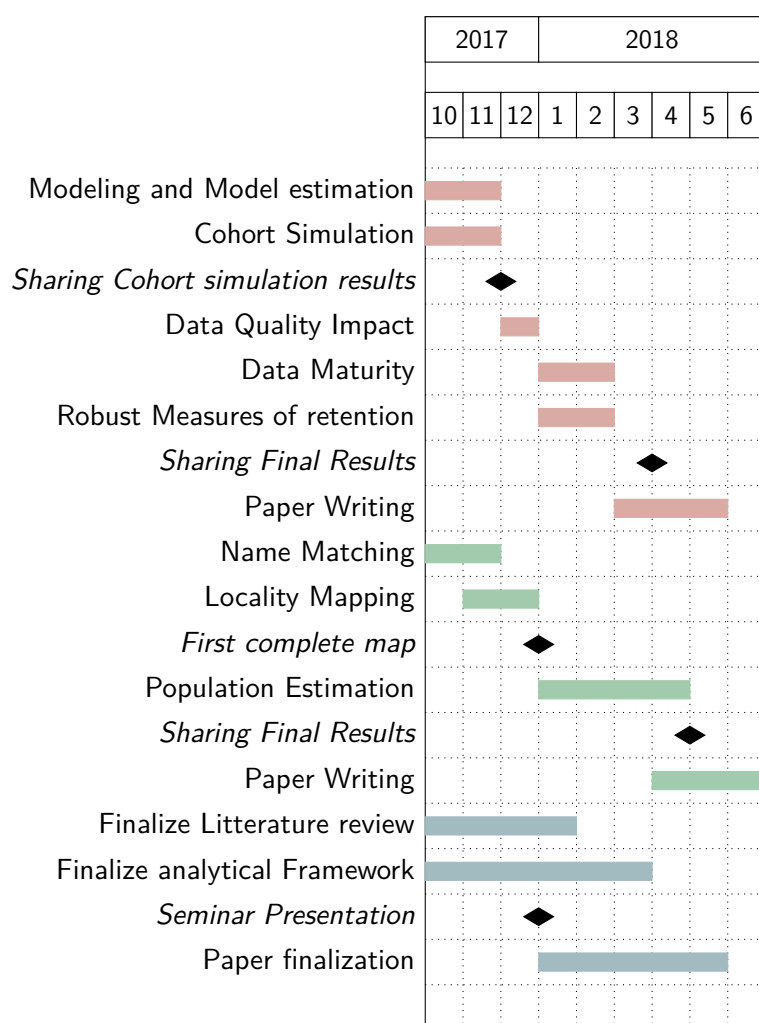 2017 2018
10 11 12 1 2 3 4 5 6
Modeling and Model estimation
Cohort Simulation
Sharing Cohort simulation results
Data Quality Impact
Data Maturity
Robust Measures of retention
Sharing Final Results
Paper Writing
Name Matching
Locality Mapping
First complete map
Population Estimation
Sharing Final Results
Paper Writing
Finalize Litterature review
Finalize analytical Framework
Seminar Presentation
Paper finalization